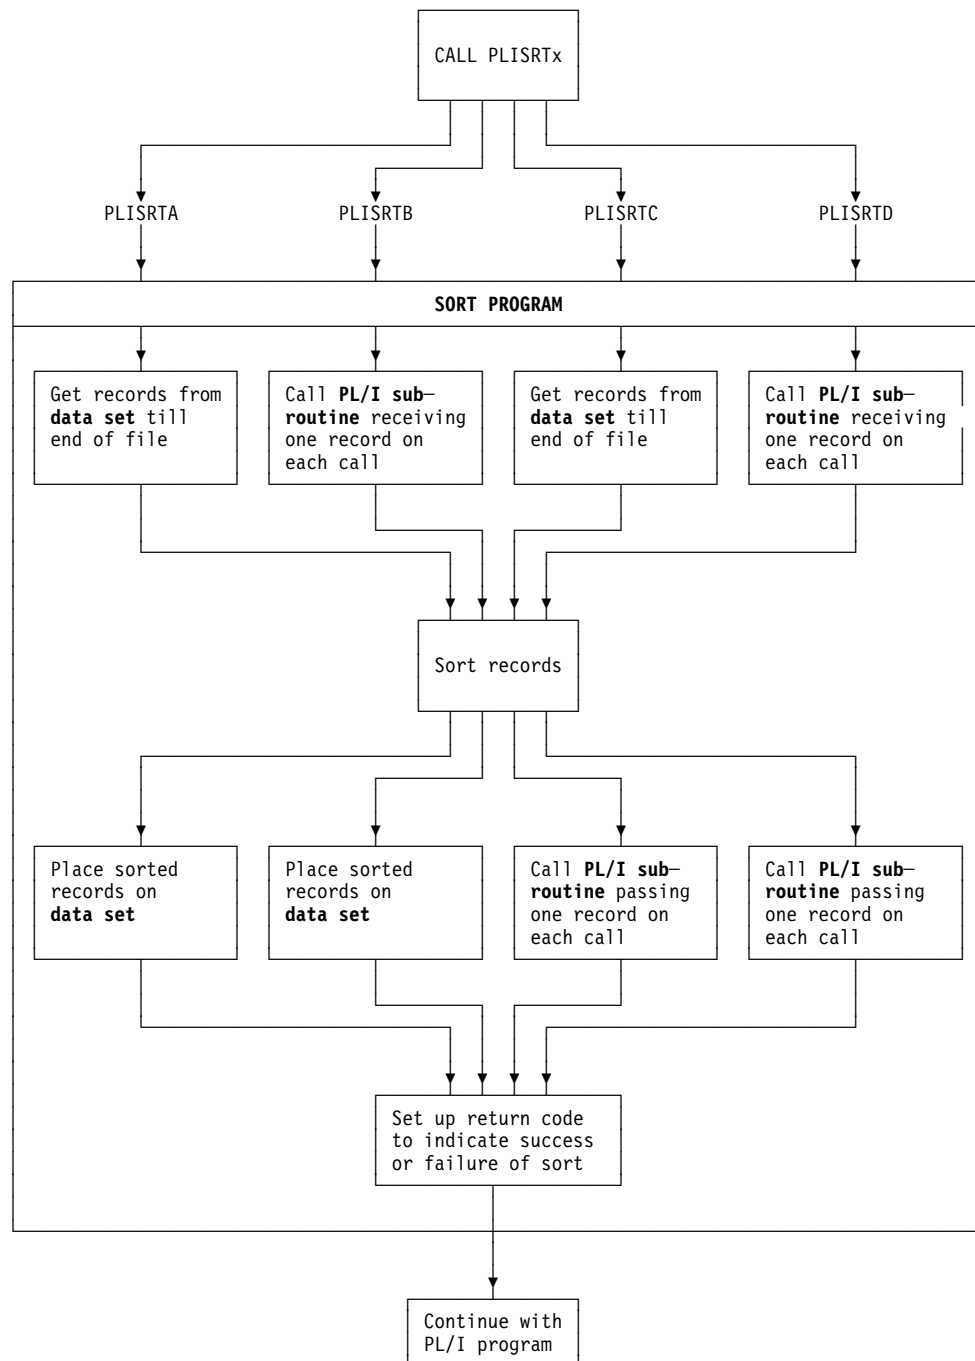 CALL PLISRTx
PLISRTA
PLISRTB
PLISRTC
PLISRTD
SORT PROGRAM
Get records from
data set till
end of file
Call PL/I sub—
routine receiving
one record on
each call
Get records from
data set till
end of file
Call PL/I sub—
routine receiving
one record on
each call
Sort records
Place sorted
records on
data set
Place sorted
records on
data set
Call PL/I sub—
routine passing
one record on
each call
Call PL/I sub—
routine passing
one record on
each call
Set up return code
to indicate success
or failure of sort
Continue with
PL/I program